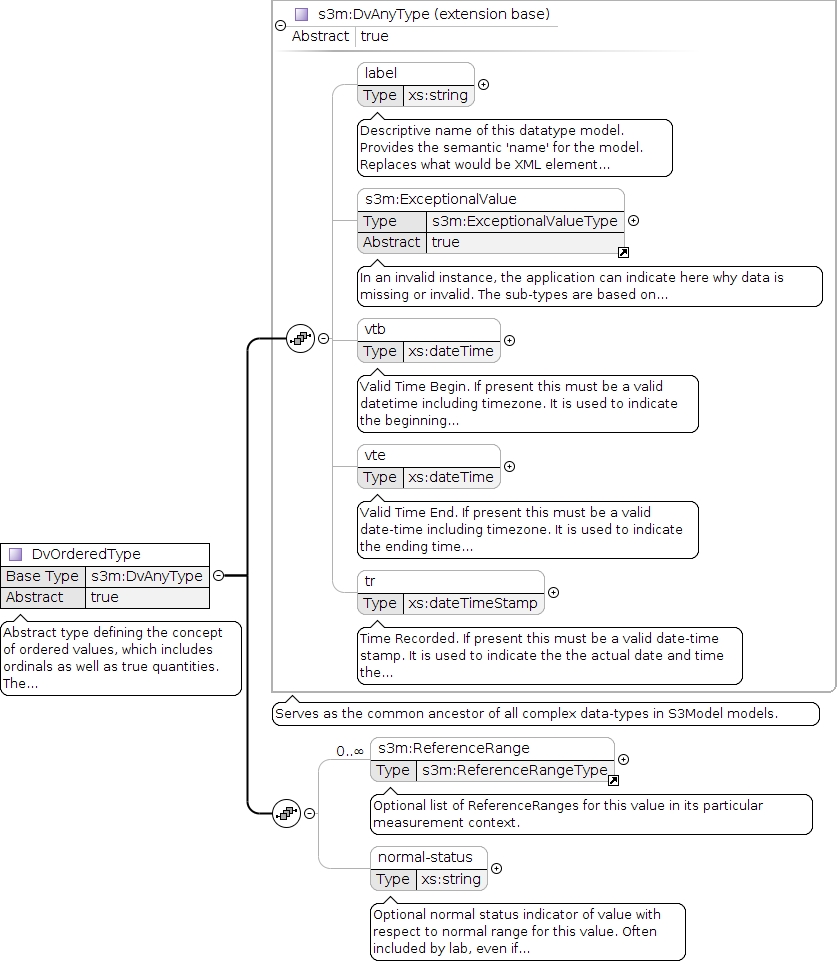 s3m:DvAnyType (extension base)
Abstract true
label
Type xs:string
Descriptive name of this datatype model.
Provides the semantic 'name' for the model.
Replaces what would be XML element...
s3m:ExceptionalValue
Type s3m:ExceptionalValueType
Abstract true
In an invalid instance, the application can indicate here why data is
missing or invalid. The sub-types are based on...
vtb
Type xs:dateTime
Valid Time Begin. If present this must be a valid
datetime including timezone. It is used to indicate
the beginning...
vte
Type xs:dateTime
Valid Time End. If present this must be a valid
date-time including timezone. It is used to indicate
the ending time...
tr
Type xs:dateTimeStamp
Time Recorded. If present this must be a valid date-time
stamp. It is used to indicate the the actual date and time
the...
DvOrderedType
Base Type s3m:DvAnyType
Abstract true
Abstract type defining the concept
of ordered values, which includes
ordinals as well as true quantities.
The...
Serves as the common ancestor of all complex data-types in S3Model models.
0..∞
s3m:ReferenceRange
Type s3m:ReferenceRangeType
Optional list of ReferenceRanges for this value in its particular
measurement context.
normal-status
Type xs:string
Optional normal status indicator of value with
respect to normal range for this value. Often
included by lab, even if...